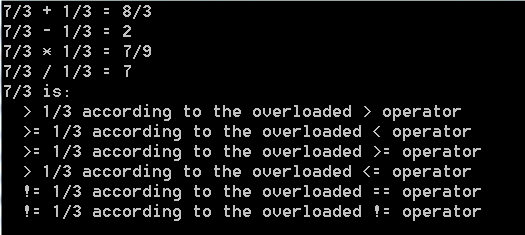 7/3 + 1/3 = 8/3
7/3 - 1/3 = 2
7/3 * 1/3 = 7/9
7/3 / 1/3 = 7
7/3 is:
  > 1/3 according to the overloaded > operator
  >= 1/3 according to the overloaded < operator
  >= 1/3 according to the overloaded >= operator
  > 1/3 according to the overloaded <= operator
  != 1/3 according to the overloaded == operator
  != 1/3 according to the overloaded != operator